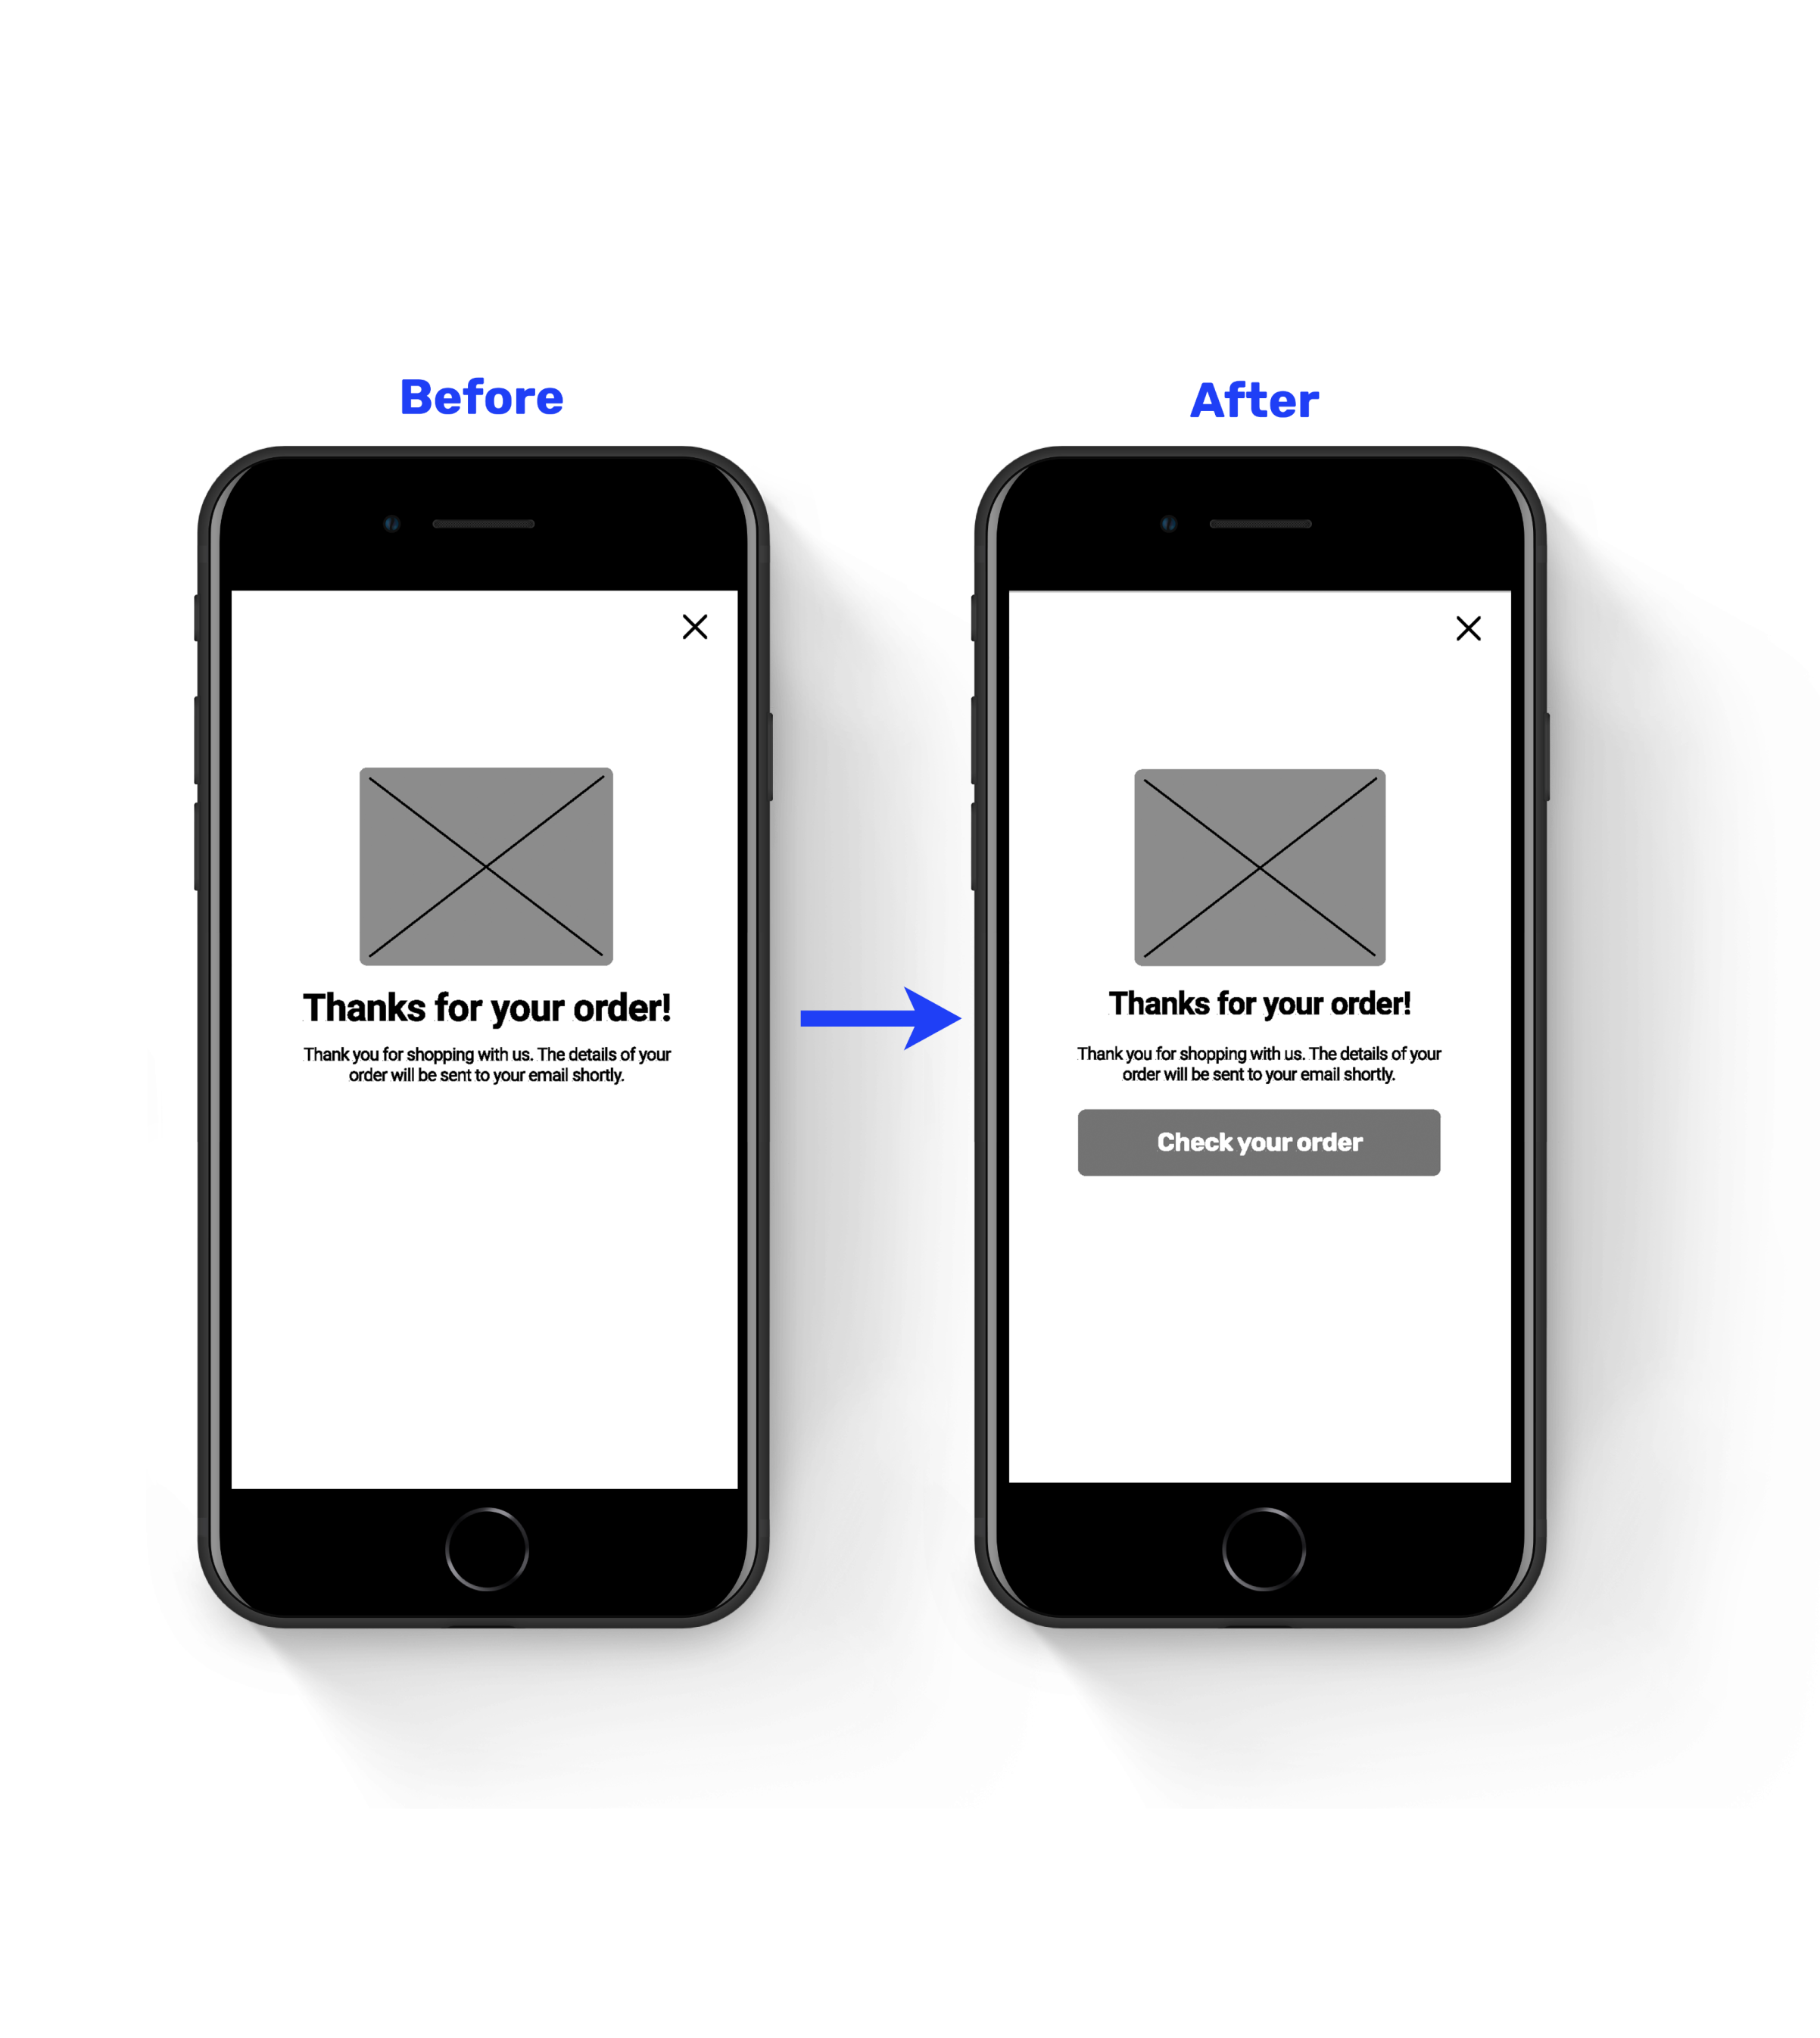 Before
Thanks for your order!
Thank you for shopping with us. The details of your
order will be sent to your email shortly.
After
Thanks for your order!
Thank you for shopping with us. The details of your
order will be sent to your email shortly.
Check your order